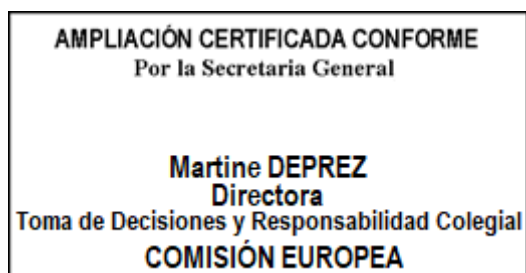 AMPLIACIÓN CERTIFICADA CONFORME
Por la Secretaria General
Martine DEPREZ
Directora
Toma de Decisiones y Responsabilidad Colegial
COMISIÓN EUROPEA